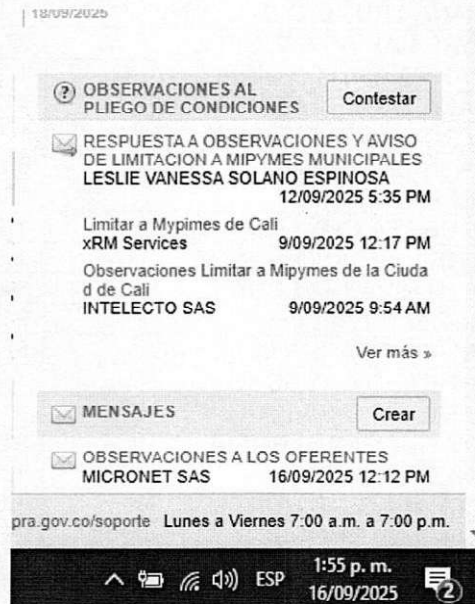 18/09/2025
OBSERVACIONES AL
PLIEGO DE CONDICIONES
Contestar
RESPUESTA A OBSERVACIONES Y AVISO
DE LIMITACION A MIPYMES MUNICIPALES
LESLIE VANESSA SOLANO ESPINOSA
12/09/2025 5:35 PM
Limitar a Mypimes de Cali
xRM Services 9/09/2025 12:17 PM
Observaciones Limitar a Mipymes de la Ciuda
d de Cali
INTELECTO SAS 9/09/2025 9:54 AM
Ver más »
MENSAJES
Crear
OBSERVACIONES A LOS OFERENTES
MICRONET SAS 16/09/2025 12:12 PM
pra.gov.co/soporte Lunes a Viernes 7:00 a.m. a 7:00 p.m.
ESP
1:55 p. m.
16/09/2025
2